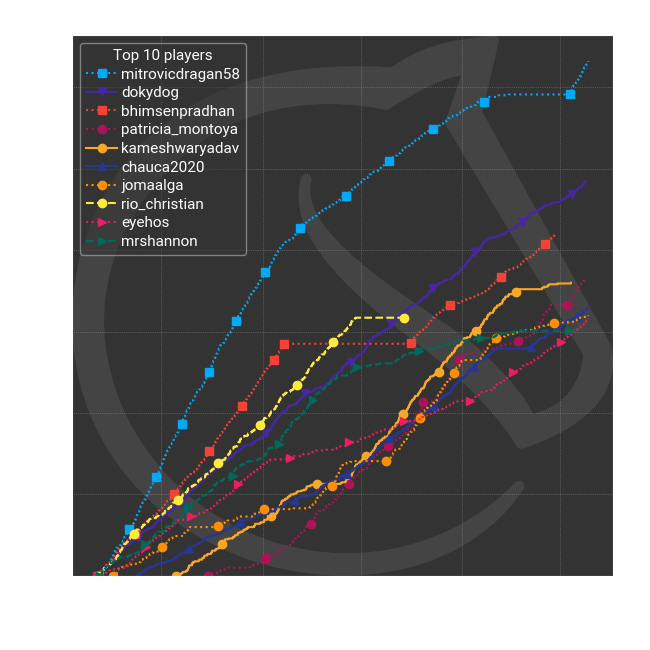 Top 10 players
mitrovicdragan58
dokydog
bhimsenpradhan
patricia_montoya
kameshwaryadav
chauca2020
jomaalga
rio_christian
eyehos
mrshannon